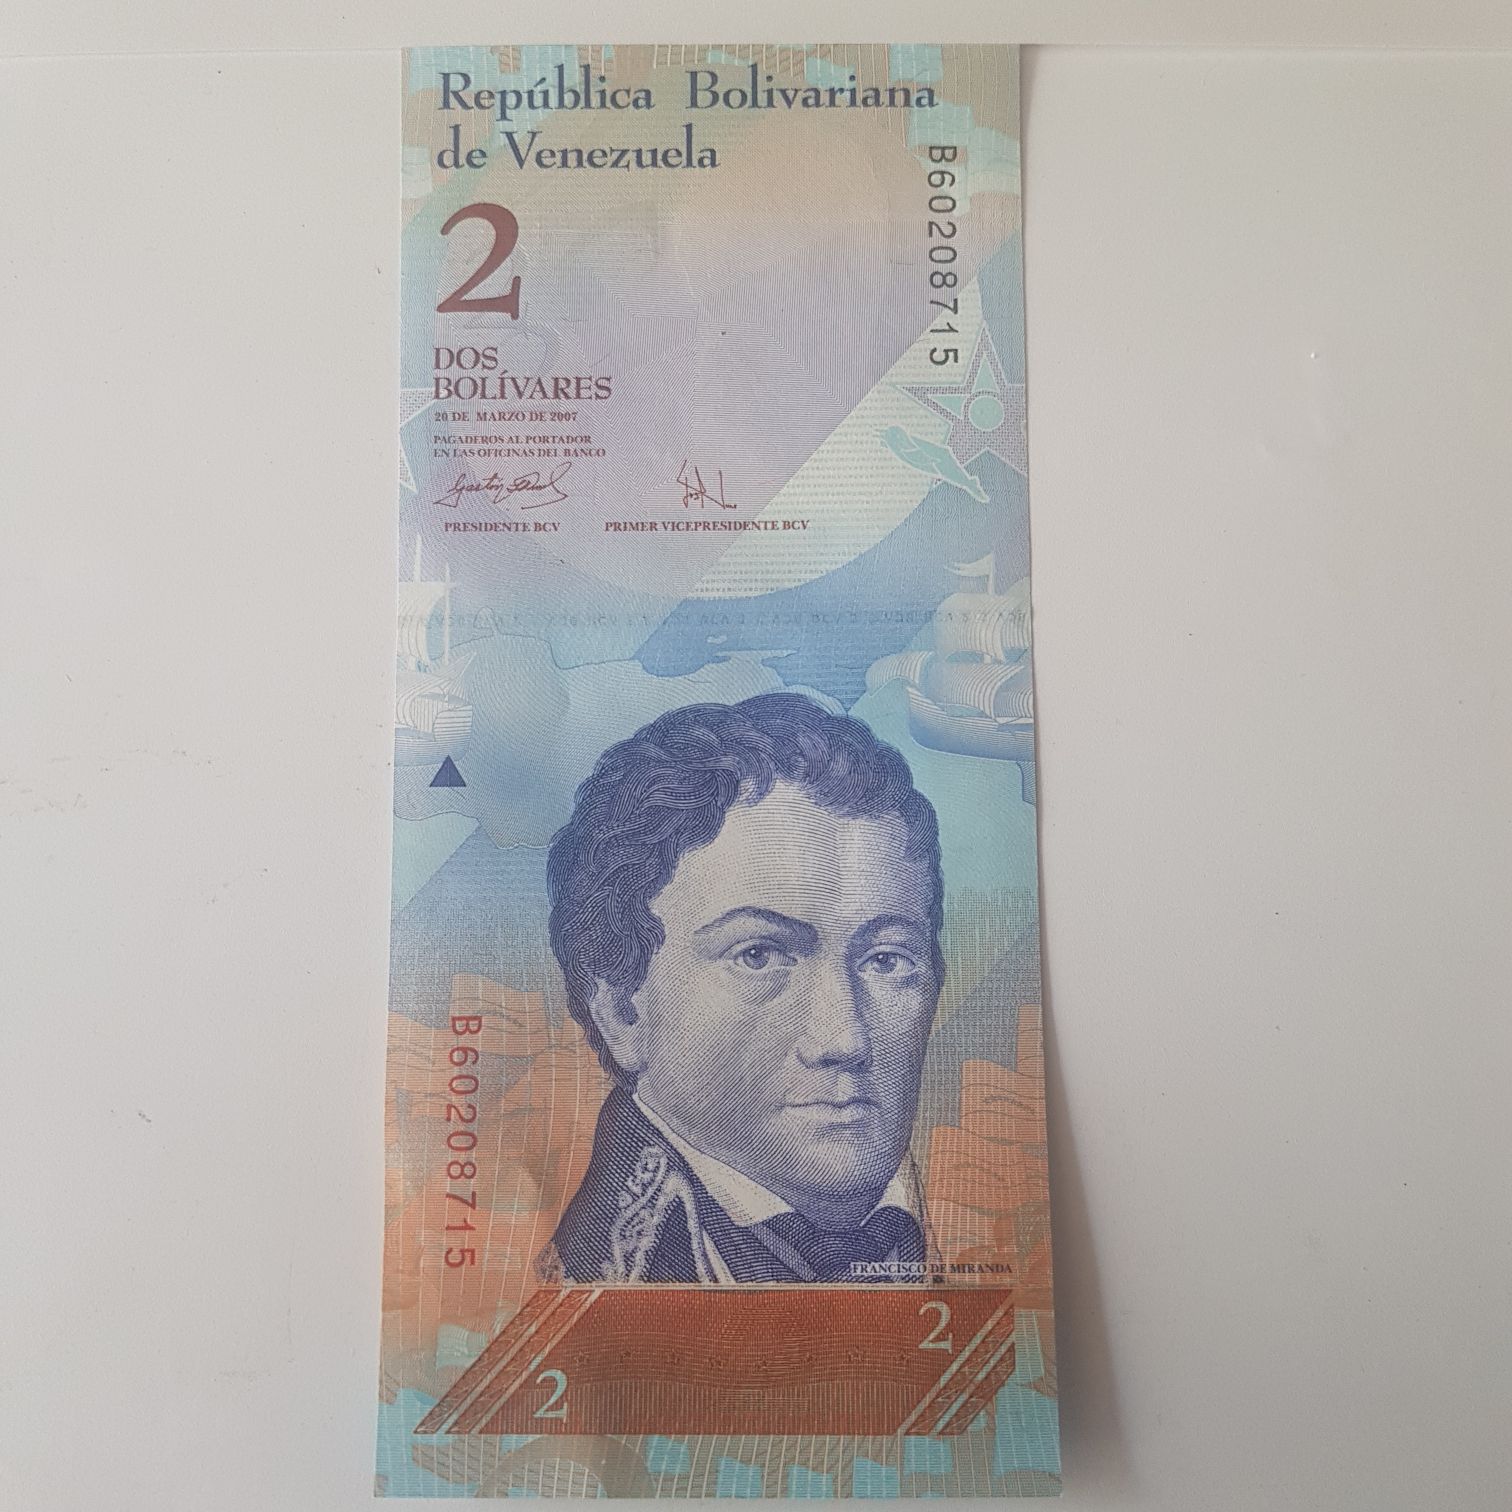 República Bolivariana
de Venezuela
B60208715
2
DOS
BOLÍVARES
20 DE MARZO DE 2007
PAGADEROS AL PORTADOR
EN LAS OFICINAS DEL BANCO
PRESIDENTE BCV
PRIMER VICEPRESIDENTE BCV
B60208715
FRANCISCO DE MIRANDA
2
2